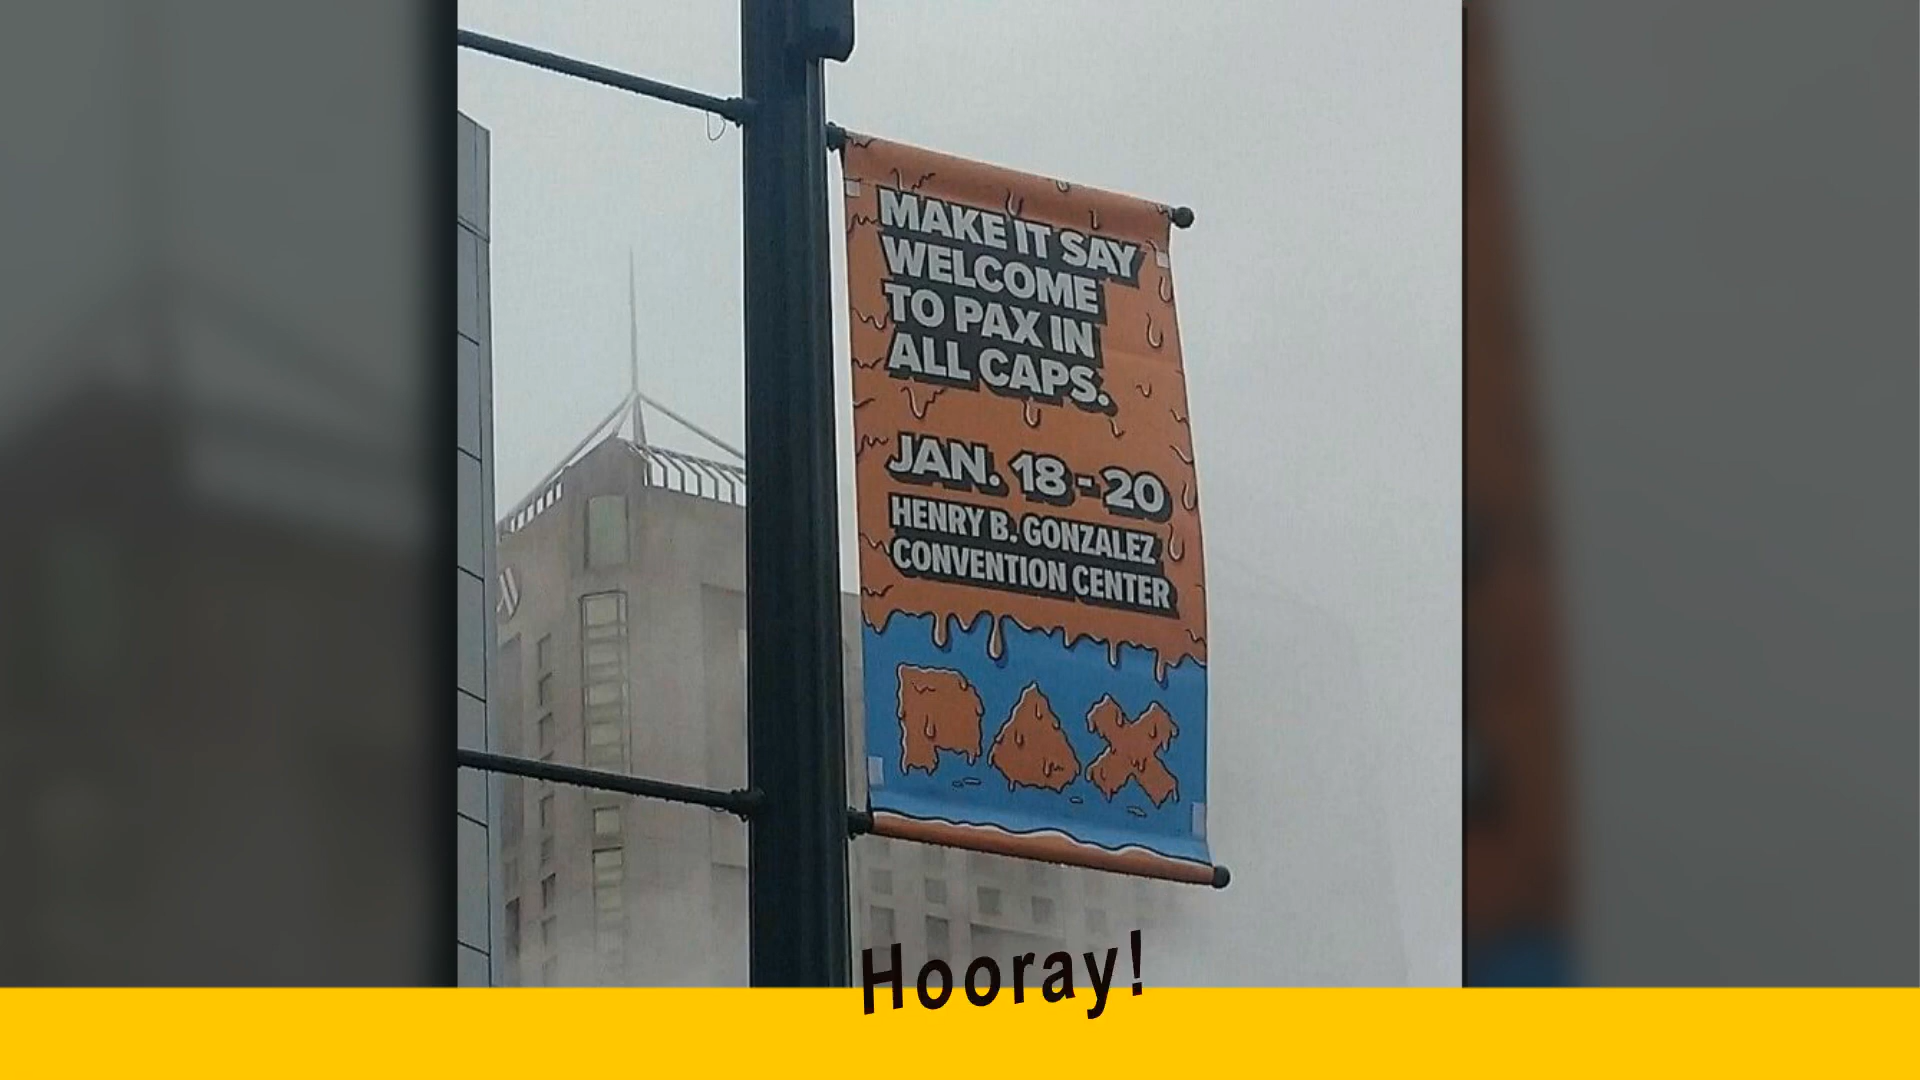 MAKE IT SAY
WELCOME
TO PAX IN
ALL CAPS.
JAN. 18 - 20
HENRY B. GONZALEZ
CONVENTION CENTER
PAX
Hooray!